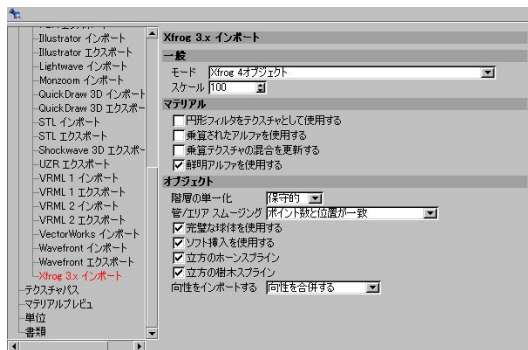 Illustrator インポート
Illustrator エクスポート
Lightwave インポート
Monzoom インポート
QuickDraw 3D インポート
QuickDraw 3D エクスポー
STL インポート
STL エクスポート
Shockwave 3D エクスポー
UZR エクスポート
VRML 1 インポート
VRML 1 エクスポート
VRML 2 インポート
VRML 2 エクスポート
VectorWorks インポート
Wavefront インポート
Wavefront エクスポート
Xfrog 3.x インポート
テクスチャパス
マテリアルプレビュ
単位
書類
Xfrog 3.x インポート
一般
モード Xfrog 4オブジェクト
スケール 100
マテリアル
円形フィルタをテクスチャとして使用する
乗算されたアルファを使用する
乗算テクスチャの混合を更新する
鮮明アルファを使用する
オブジェクト
階層の単一化 保守的
管/エリア スムージング ポイント数と位置が一致
完璧な球体を使用する
ソフト挿入を使用する
立方のホーンスプライン
立方の樹木スプライン
向性をインポートする 向性を合併する